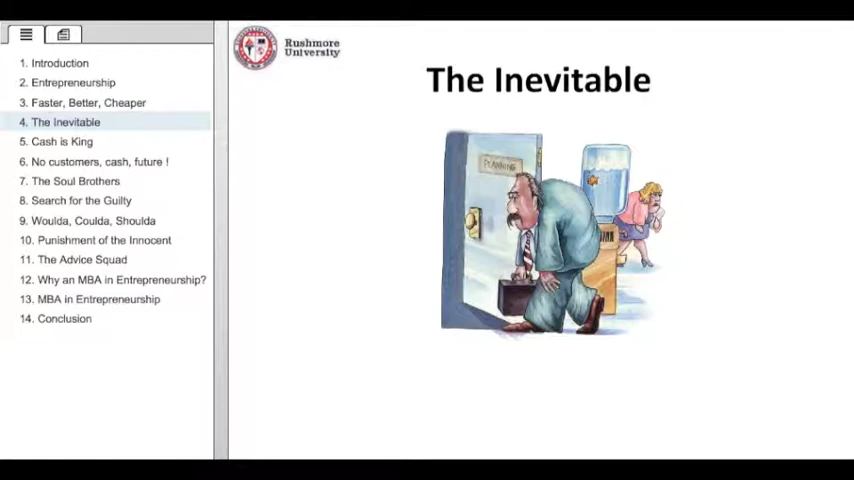 1. Introduction
2. Entrepreneurship
3. Faster, Better, Cheaper
4. The Inevitable
5. Cash is King
6. No customers, cash, future !
7. The Soul Brothers
8. Search for the Guilty
9. Woulda, Coulda, Shoulda
10. Punishment of the Innocent
11. The Advice Squad
12. Why an MBA in Entrepreneurship?
13. MBA in Entrepreneurship
14. Conclusion
Rushmore
University
The Inevitable
PLANNING